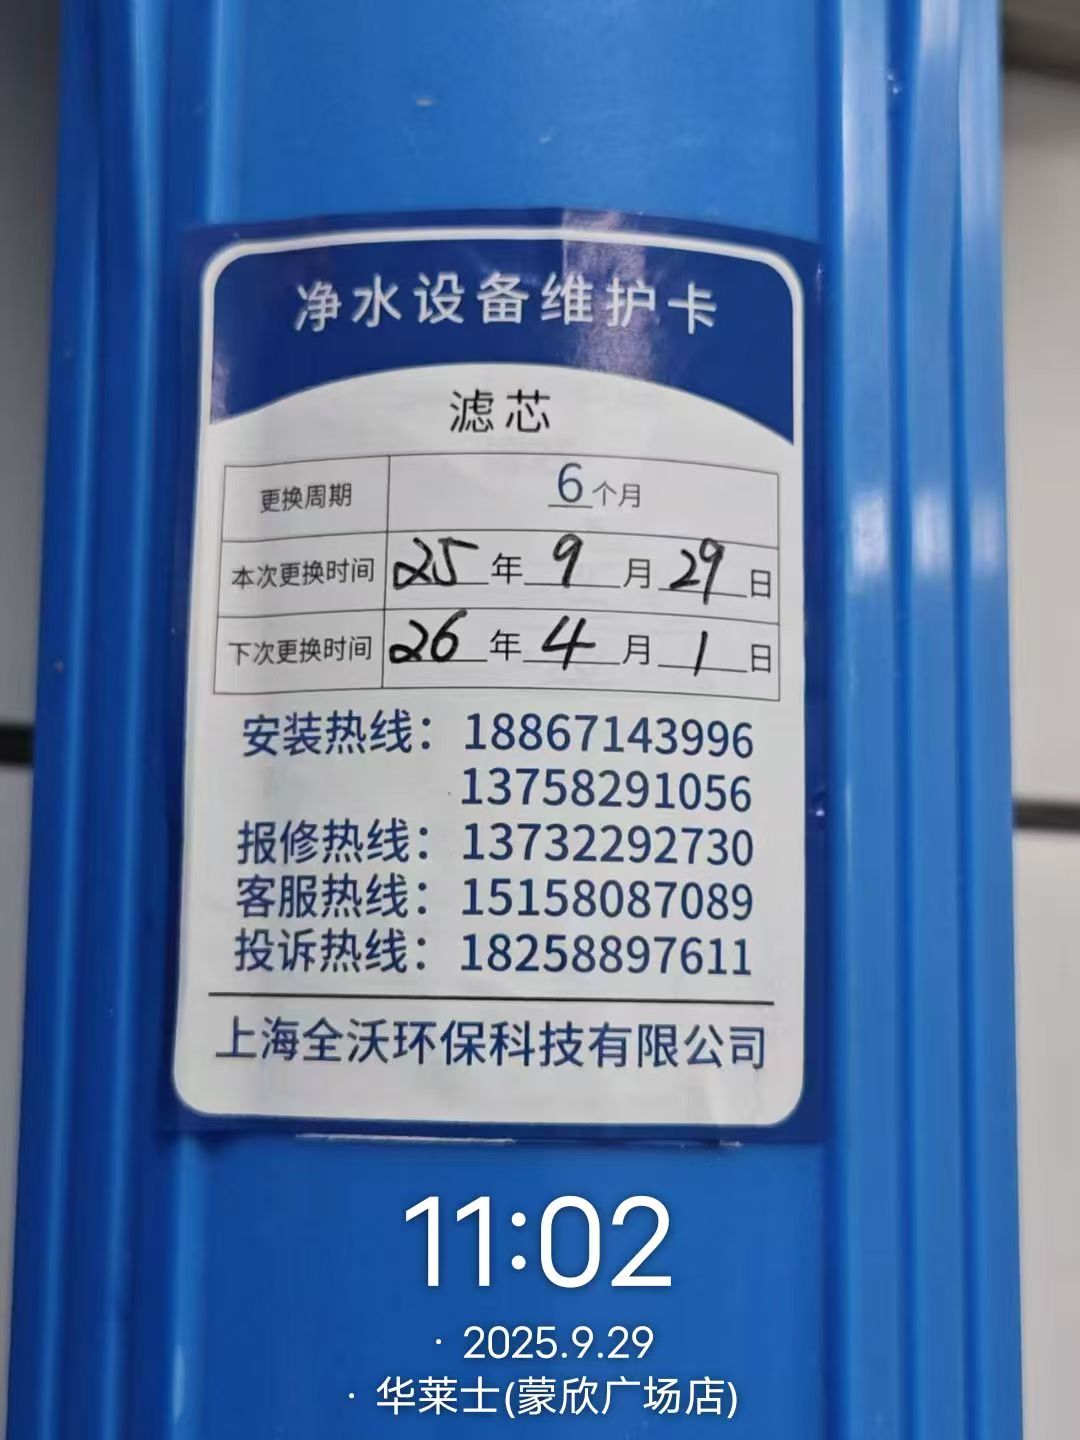 净水设备维护卡
滤芯
更换周期 6个月
本次更换时间 25年9月29日
下次更换时间 26年4月1日
安装热线：18867143996
13758291056
报修热线：13732292730
客服热线：15158087089
投诉热线：18258897611
上海全沃环保科技有限公司
11:02
· 2025.9.29
· 华莱士(蒙欣广场店)